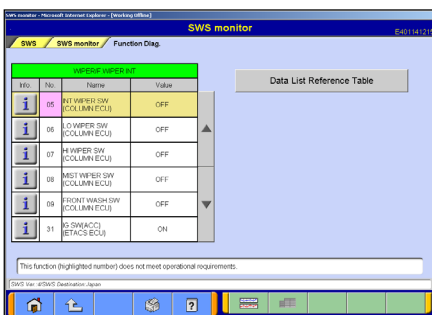 SWS monitor - Microsoft Internet Explorer - [Working Offline]
SWS monitor
E401141215
SWS
SWS monitor
Function Diag.
WIPER/F.WIPER INT
Info.
No.
Name
Value
i
05
INT WIPER SW
(COLUMN ECU)
OFF
i
06
LO WIPER SW
(COLUMN ECU)
OFF
i
07
HI WIPER SW
(COLUMN ECU)
OFF
i
08
MIST WIPER SW
(COLUMN ECU)
OFF
i
09
FRONT WASH SW
(COLUMN ECU)
OFF
i
31
IG SW(ACC)
(ETACS ECU)
ON
Data List Reference Table
This function (highlighted number) does not meet operational requirements.
SWS Ver :4/SWS Destination :Japan
?